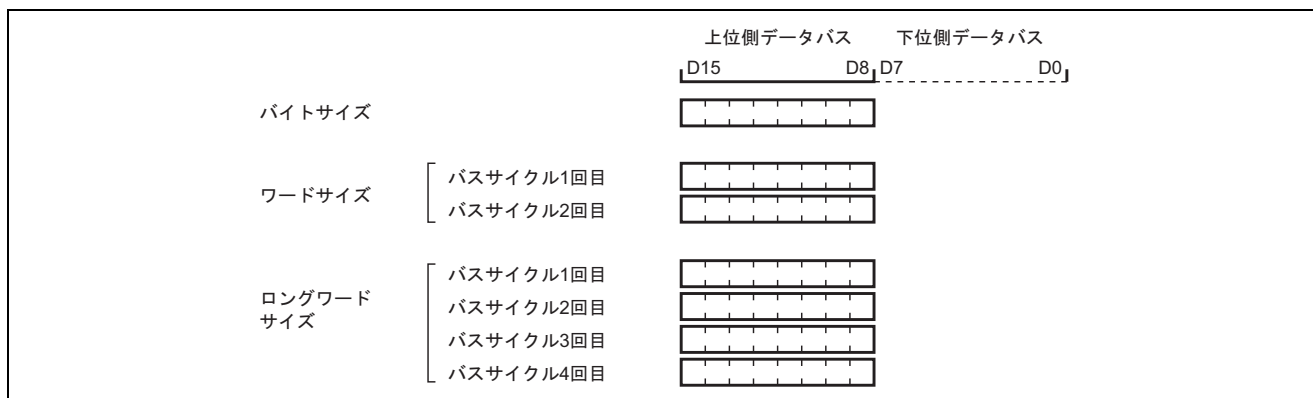 上位側データバス 下位側データバス
D15 D8 D7 D0
バイトサイズ
ワードサイズ
バスサイクル1回目
バスサイクル2回目
ロングワード
サイズ
バスサイクル1回目
バスサイクル2回目
バスサイクル3回目
バスサイクル4回目